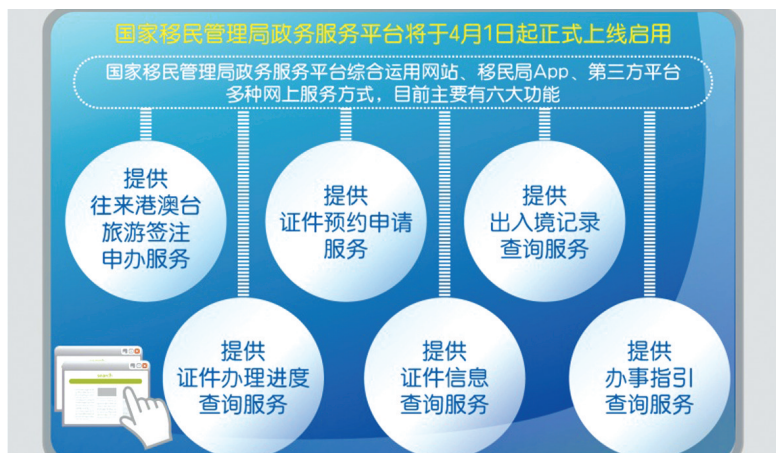 国家移民管理局政务服务平台将于4月1日起正式上线启用
国家移民管理局政务服务平台综合运用网站、移民局App、第三方平台
多种网上服务方式，目前主要有六大功能
提供
往来港澳台
旅游签注
申办服务
提供
证件预约申请
服务
提供
出入境记录
查询服务
提供
证件办理进度
查询服务
提供
证件信息
查询服务
提供
办事指引
查询服务